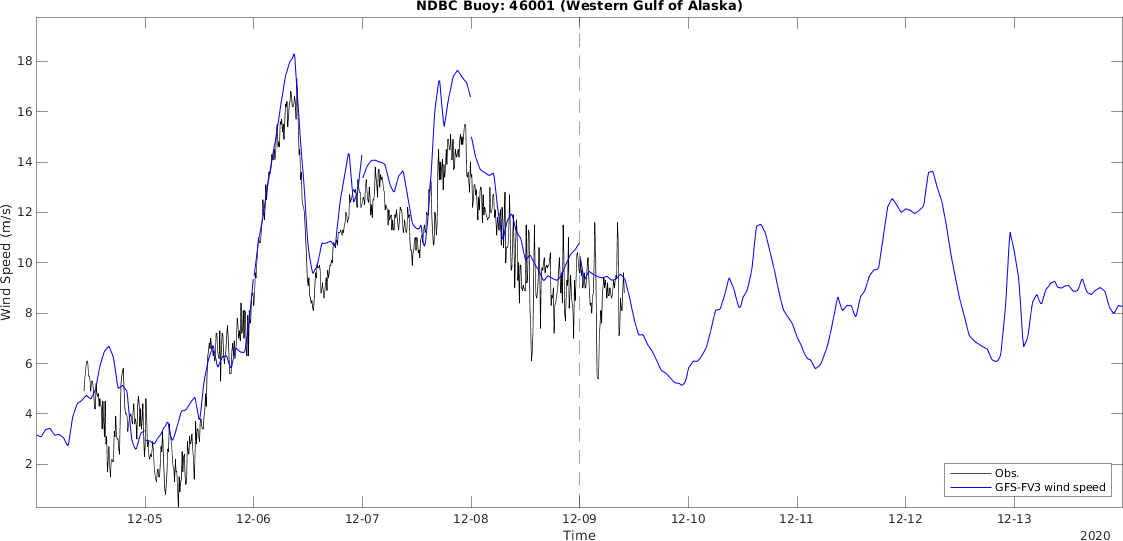 NDBC Buoy: 46001 (Western Gulf of Alaska)
18
16
14
12
10
8
6
4
2
Wind Speed (m/s)
Obs.
GFS-FV3 wind speed
12-05 12-06 12-07 12-08 12-09 12-10 12-11 12-12 12-13
Time
2020